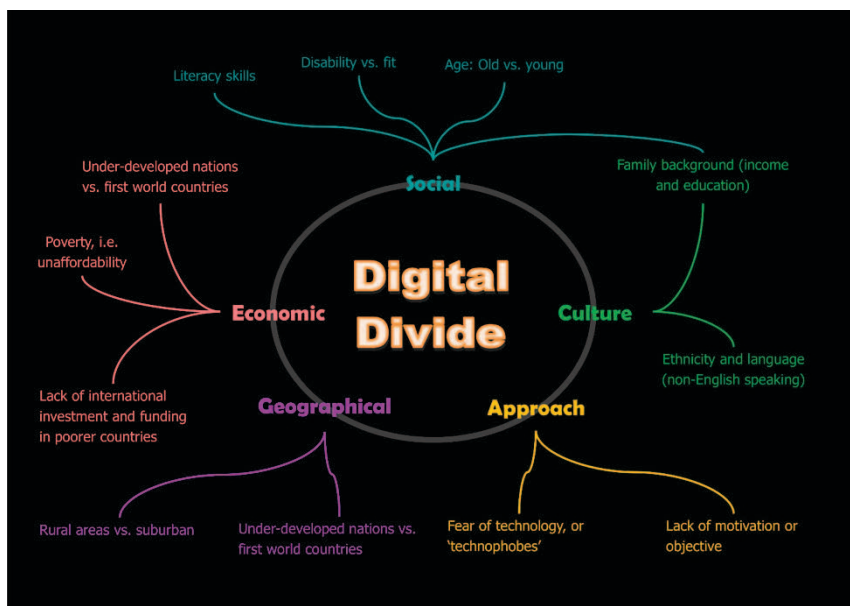 Disability vs. fit
Age: Old vs. young
Literacy skills
Under-developed nations
vs. first world countries
Family background (income
and education)
Social
Poverty, i.e.
unaffordability
Digital
Divide
Economic
Culture
Ethnicity and language
(non-English speaking)
Lack of international
investment and funding
in poorer countries
Geographical
Approach
Rural areas vs. suburban
Under-developed nations vs.
first world countries
Fear of technology, or
‘technophobes’
Lack of motivation or
objective